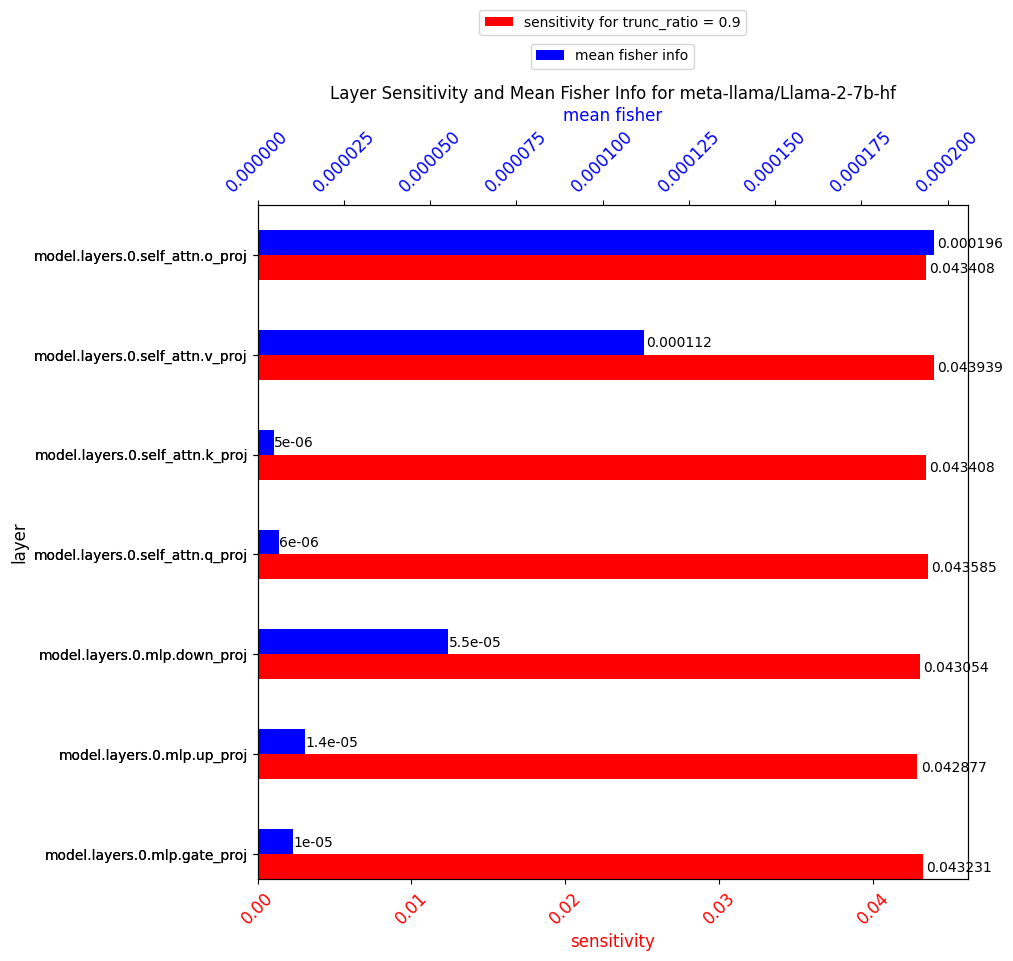 sensitivity for trunc_ratio = 0.9
mean fisher info
Layer Sensitivity and Mean Fisher Info for meta-llama/Llama-2-7b-hf
mean fisher
0.000000 0.000025 0.000050 0.000075 0.000100 0.000125 0.000150 0.000175 0.000200
model.layers.0.self_attn.o_proj
0.000196
0.043408
model.layers.0.self_attn.v_proj
0.000112
0.043939
model.layers.0.self_attn.k_proj
5e-06
0.043408
layer
model.layers.0.self_attn.q_proj
6e-06
0.043585
model.layers.0.mlp.down_proj
5.5e-05
0.043054
model.layers.0.mlp.up_proj
1.4e-05
0.042877
model.layers.0.mlp.gate_proj
1e-05
0.043231
0.00 0.01 0.02 0.03 0.04
sensitivity